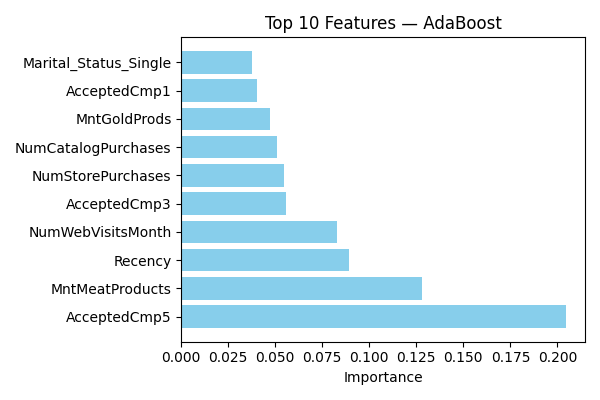 Top 10 Features — AdaBoost
Marital_Status_Single
AcceptedCmp1
MntGoldProds
NumCatalogPurchases
NumStorePurchases
AcceptedCmp3
NumWebVisitsMonth
Recency
MntMeatProducts
AcceptedCmp5
0.000 0.025 0.050 0.075 0.100 0.125 0.150 0.175 0.200
Importance